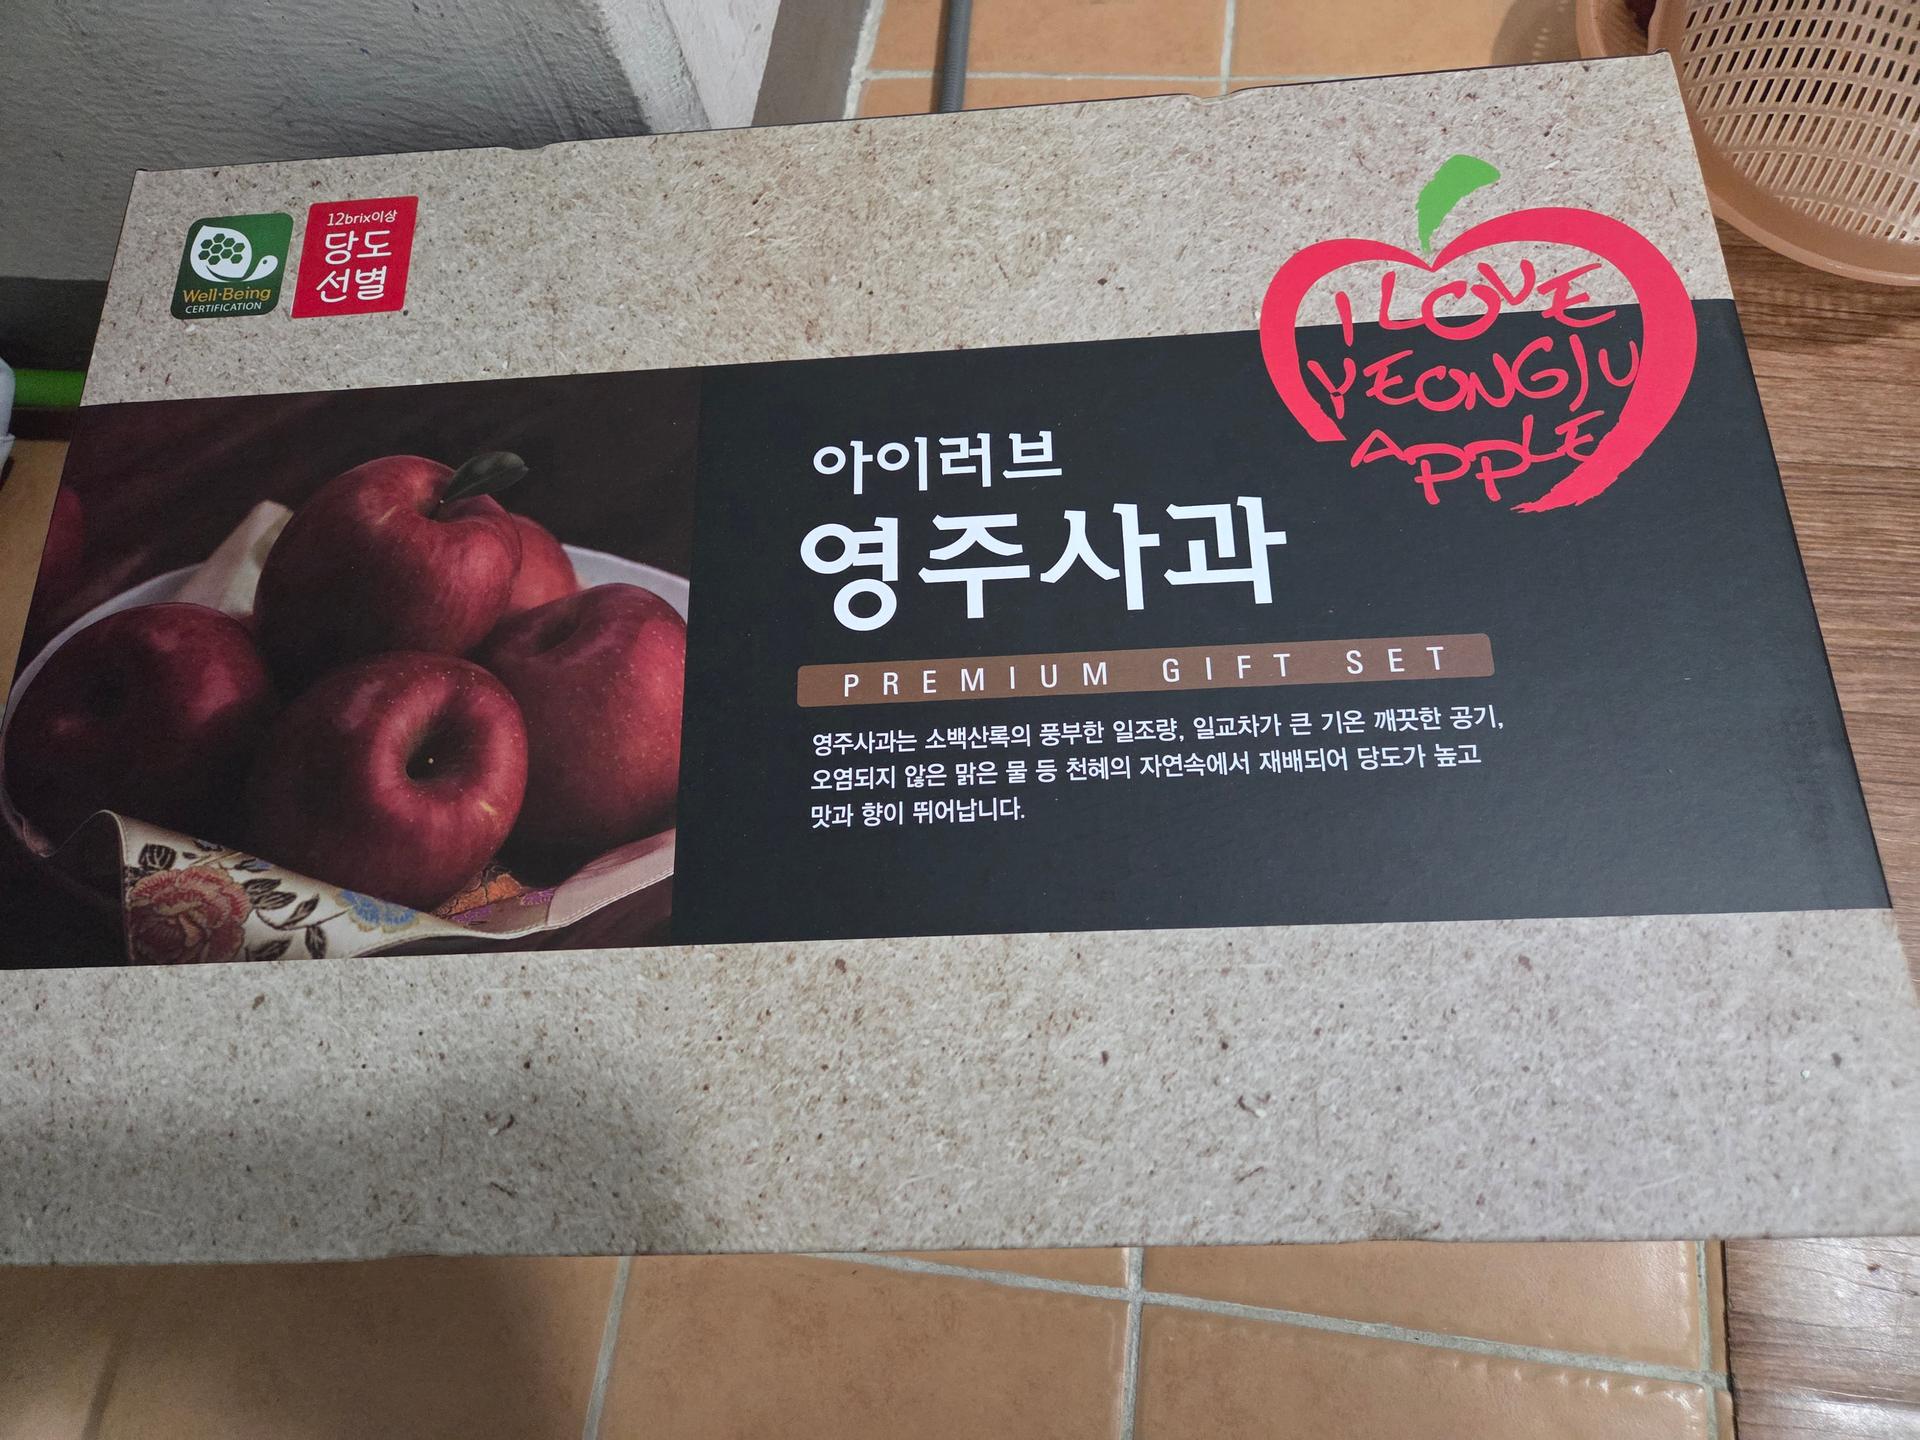 Well·Being
CERTIFICATION
12brix이상
당도
선별
I LOVE
YEONGJU
APPLE
아이러브
영주사과
PREMIUM GIFT SET
영주사과는 소백산록의 풍부한 일조량, 일교차가 큰 기온 깨끗한 공기,
오염되지 않은 맑은 물 등 천혜의 자연속에서 재배되어 당도가 높고
맛과 향이 뛰어납니다.